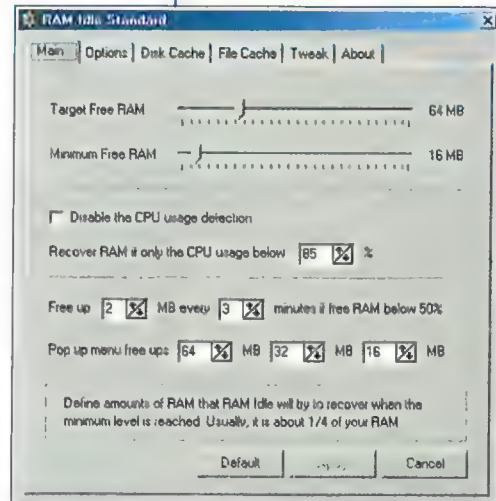 RAM Idle Standard
Main Options Disk Cache File Cache Tweak About
Target Free RAM 64 MB
Minimum Free RAM 16 MB
Disable the CPU usage detection
Recover RAM if only the CPU usage below 85 %
Free up 2 MB every 3 minutes if free RAM below 50%
Pop up menu free ups 64 MB 32 MB 16 MB
Define amounts of RAM that RAM Idle will try to recover when the
minimum level is reached. Usually, it is about 1/4 of your RAM
Default Cancel